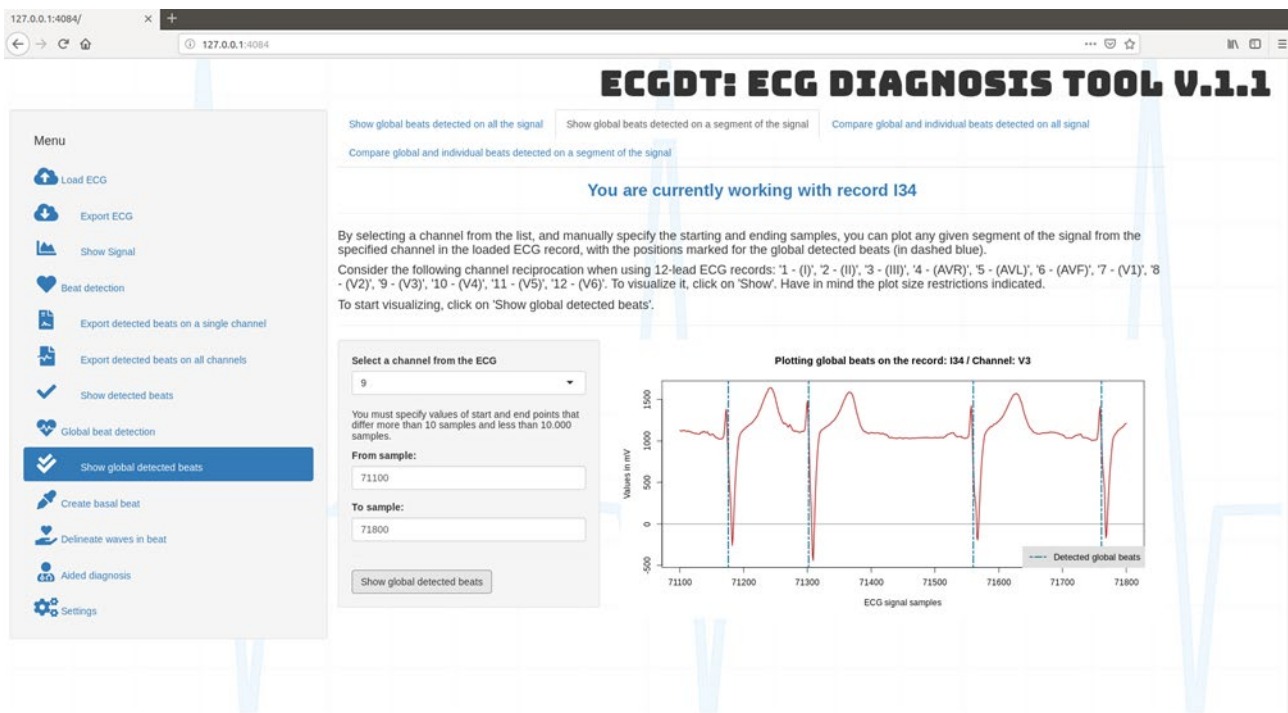 127.0.0.1:4084/
127.0.0.1:4084
ECGDT: ECG DIAGNOSIS TOOL V.1.1
Menu
Load ECG
Export ECG
Show Signal
Beat detection
Export detected beats on a single channel
Export detected beats on all channels
Show detected beats
Global beat detection
Show global detected beats
Create basal beat
Delineate waves in beat
Aided diagnosis
Settings
Show global beats detected on all the signal
Show global beats detected on a segment of the signal
Compare global and individual beats detected on all signal
Compare global and individual beats detected on a segment of the signal
You are currently working with record I34
By selecting a channel from the list, and manually specify the starting and ending samples, you can plot any given segment of the signal from the
specified channel in the loaded ECG record, with the positions marked for the global detected beats (in dashed blue).
Consider the following channel reciprocation when using 12-lead ECG records: '1 - (I)', '2 - (II)', '3 - (III)', '4 - (AVR)', '5 - (AVL)', '6 - (AVF)', '7 - (V1)', '8
- (V2)', '9 - (V3)', '10 - (V4)', '11 - (V5)', '12 - (V6)'. To visualize it, click on 'Show'. Have in mind the plot size restrictions indicated.
To start visualizing, click on 'Show global detected beats'.
Select a channel from the ECG
9
You must specify values of start and end points that
differ more than 10 samples and less than 10.000
samples.
From sample:
71100
To sample:
71800
Show global detected beats
Plotting global beats on the record: I34 / Channel: V3
Values in mV
1500
1000
500
0
-500
Detected global beats
71100 71200 71300 71400 71500 71600 71700 71800
ECG signal samples